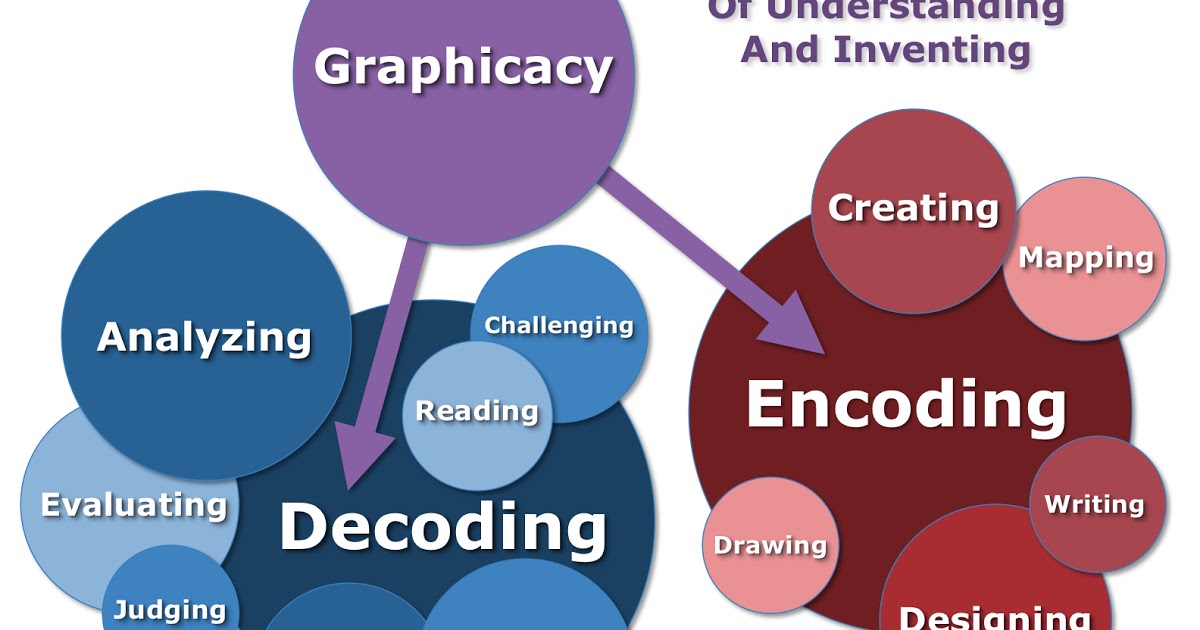 Of Understanding
And Inventing
Graphicacy
Creating
Mapping
Analyzing
Challenging
Reading
Encoding
Evaluating
Decoding
Writing
Drawing
Judging
Designing